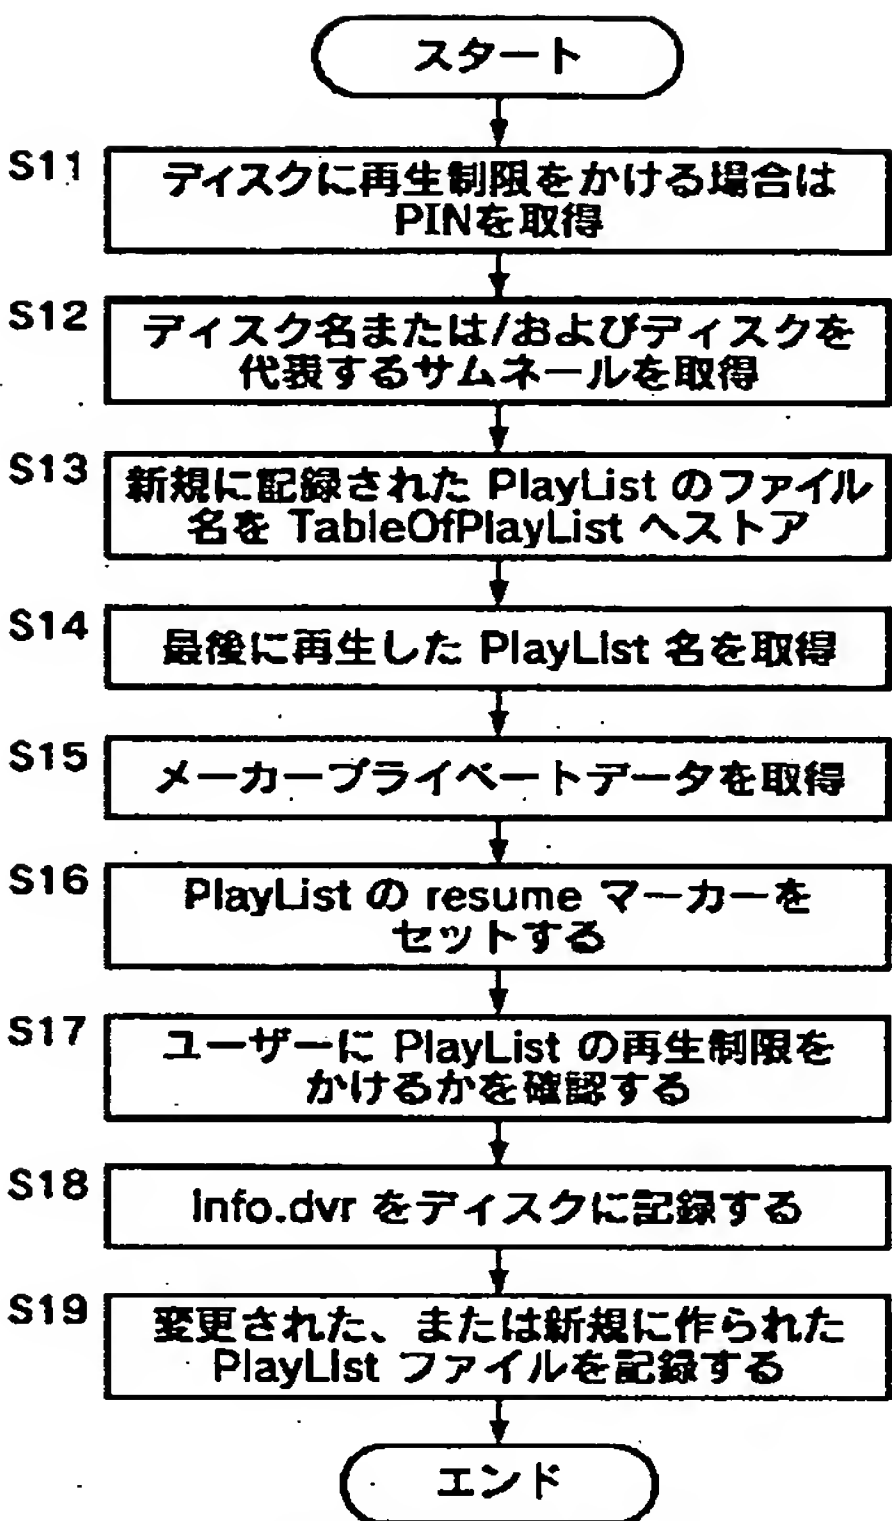 スタート
S11
ディスクに再生制限をかける場合は
PINを取得
S12
ディスク名または/およびディスクを
代表するサムネールを取得
S13
新規に記録された PlayList のファイル
名を TableOfPlayList へストア
S14
最後に再生した PlayList 名を取得
S15
メーカープライベートデータを取得
S16
PlayList の resume マーカーを
セットする
S17
ユーザーに PlayList の再生制限を
かけるかを確認する
S18
info.dvr をディスクに記録する
S19
変更された、または新規に作られた
PlayList ファイルを記録する
エンド